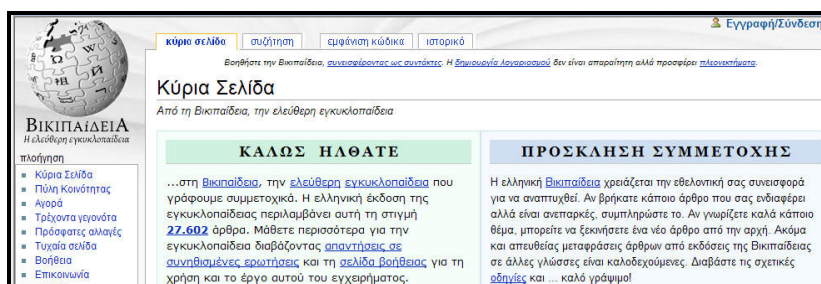 Εγγραφή/Σύνδεση
κύρια σελίδα
συζήτηση
εμφάνιση κώδικα
ιστορικό
Βοηθήστε την Βικιπαίδεια, συνεισφέροντας ως συντάκτες. Η δημιουργία λογαριασμού δεν είναι απαραίτητη αλλά προσφέρει πλεονεκτήματα.
Κύρια Σελίδα
Από τη Βικιπαίδεια, την ελεύθερη εγκυκλοπαίδεια
ΒΙΚΙΠΑίΔΕΙΑ
Η ελεύθερη εγκυκλοπαίδεια
πλοήγηση
Κύρια Σελίδα
Πύλη Κοινότητας
Αγορά
Τρέχοντα γεγονότα
Πρόσφατες αλλαγές
Τυχαία σελίδα
Βοήθεια
Επικοινωνία
ΚΑΛΩΣ ΗΛΘΑΤΕ
...στη Βικιπαίδεια, την ελεύθερη εγκυκλοπαίδεια που
γράφουμε συμμετοχικά. Η ελληνική έκδοση της
εγκυκλοπαίδειας περιλαμβάνει αυτή τη στιγμή
27.602 άρθρα. Μάθετε περισσότερα για την
εγκυκλοπαίδεια διαβάζοντας απαντήσεις σε
συνηθισμένες ερωτήσεις και τη σελίδα βοήθειας για τη
χρήση και το έργο αυτού του εγχειρήματος.
ΠΡΟΣΚΛΗΣΗ ΣΥΜΜΕΤΟΧΗΣ
Η ελληνική Βικιπαίδεια χρειάζεται την εθελοντική σας συνεισφορά
για να αναπτυχθεί. Αν βρήκατε κάποιο άρθρο που σας ενδιαφέρει
αλλά είναι ανεπαρκές, συμπληρώστε το. Αν γνωρίζετε καλά κάποιο
θέμα, μπορείτε να ξεκινήσετε ένα νέο άρθρο από την αρχή. Ακόμα
και απευθείας μεταφράσεις άρθρων από εκδόσεις της Βικιπαίδειας
σε άλλες γλώσσες είναι καλοδεχούμενες. Διαβάστε τις σχετικές
οδηγίες και ... καλό γράψιμο!